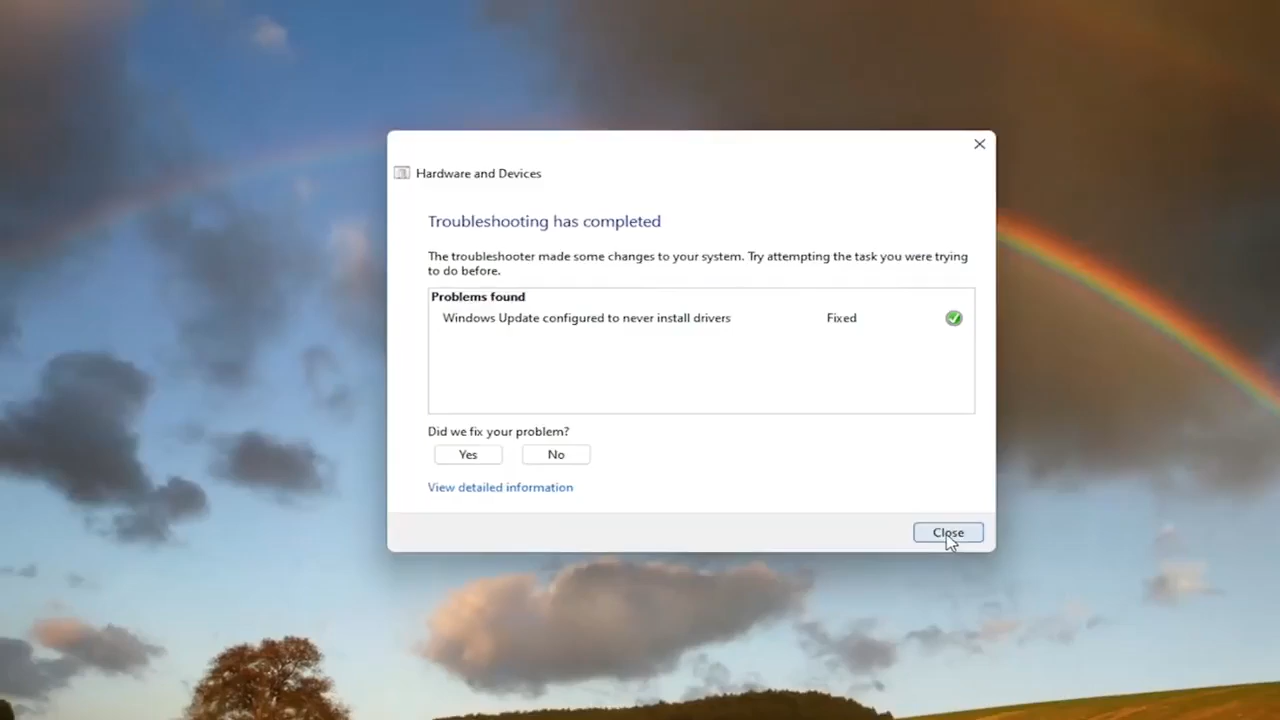 Hardware and Devices
Troubleshooting has completed
The troubleshooter made some changes to your system. Try attempting the task you were trying
to do before.
Problems found
Windows Update configured to never install drivers Fixed
Did we fix your problem?
Yes No
View detailed information
Close